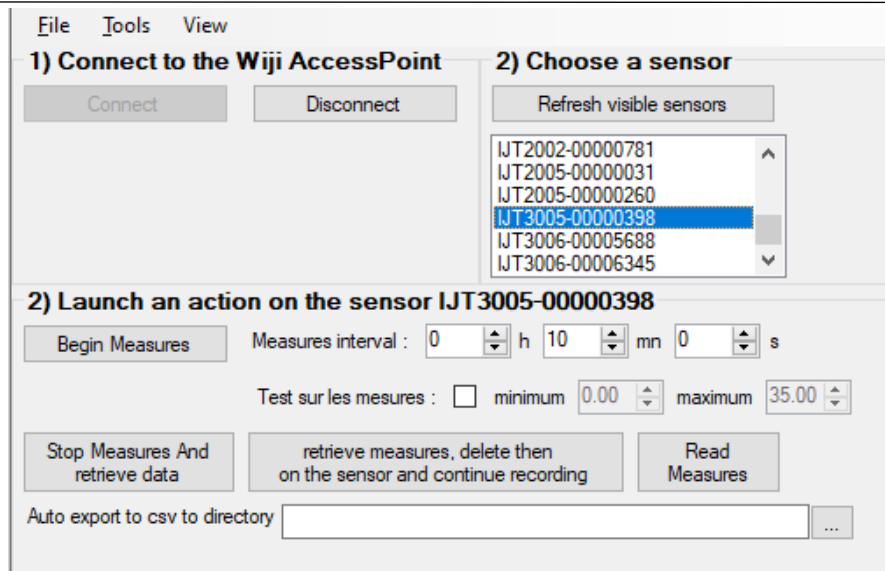 File Tools View
1) Connect to the Wiji AccessPoint
Connect Disconnect
2) Choose a sensor
Refresh visible sensors
IJT2002-00000781
IJT2005-00000031
IJT2005-00000260
IJT3005-00000398
IJT3006-00005688
IJT3006-00006345
2) Launch an action on the sensor IJT3005-00000398
Begin Measures Measures interval : 0 h 10 mn 0 s
Test sur les mesures : minimum 0.00 maximum 35.00
Stop Measures And
retrieve data
retrieve measures, delete then
on the sensor and continue recording
Read
Measures
Auto export to csv to directory ...